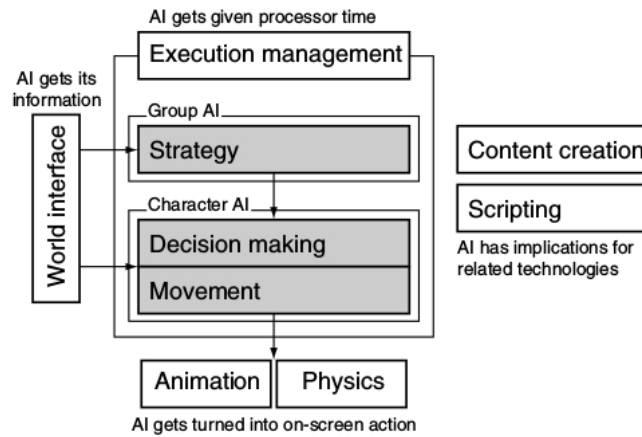 AI gets given processor time
Execution management
AI gets its
information
World interface
Group AI
Strategy
Character AI
Decision making
Movement
Animation
Physics
AI gets turned into on-screen action
Content creation
Scripting
AI has implications for
related technologies